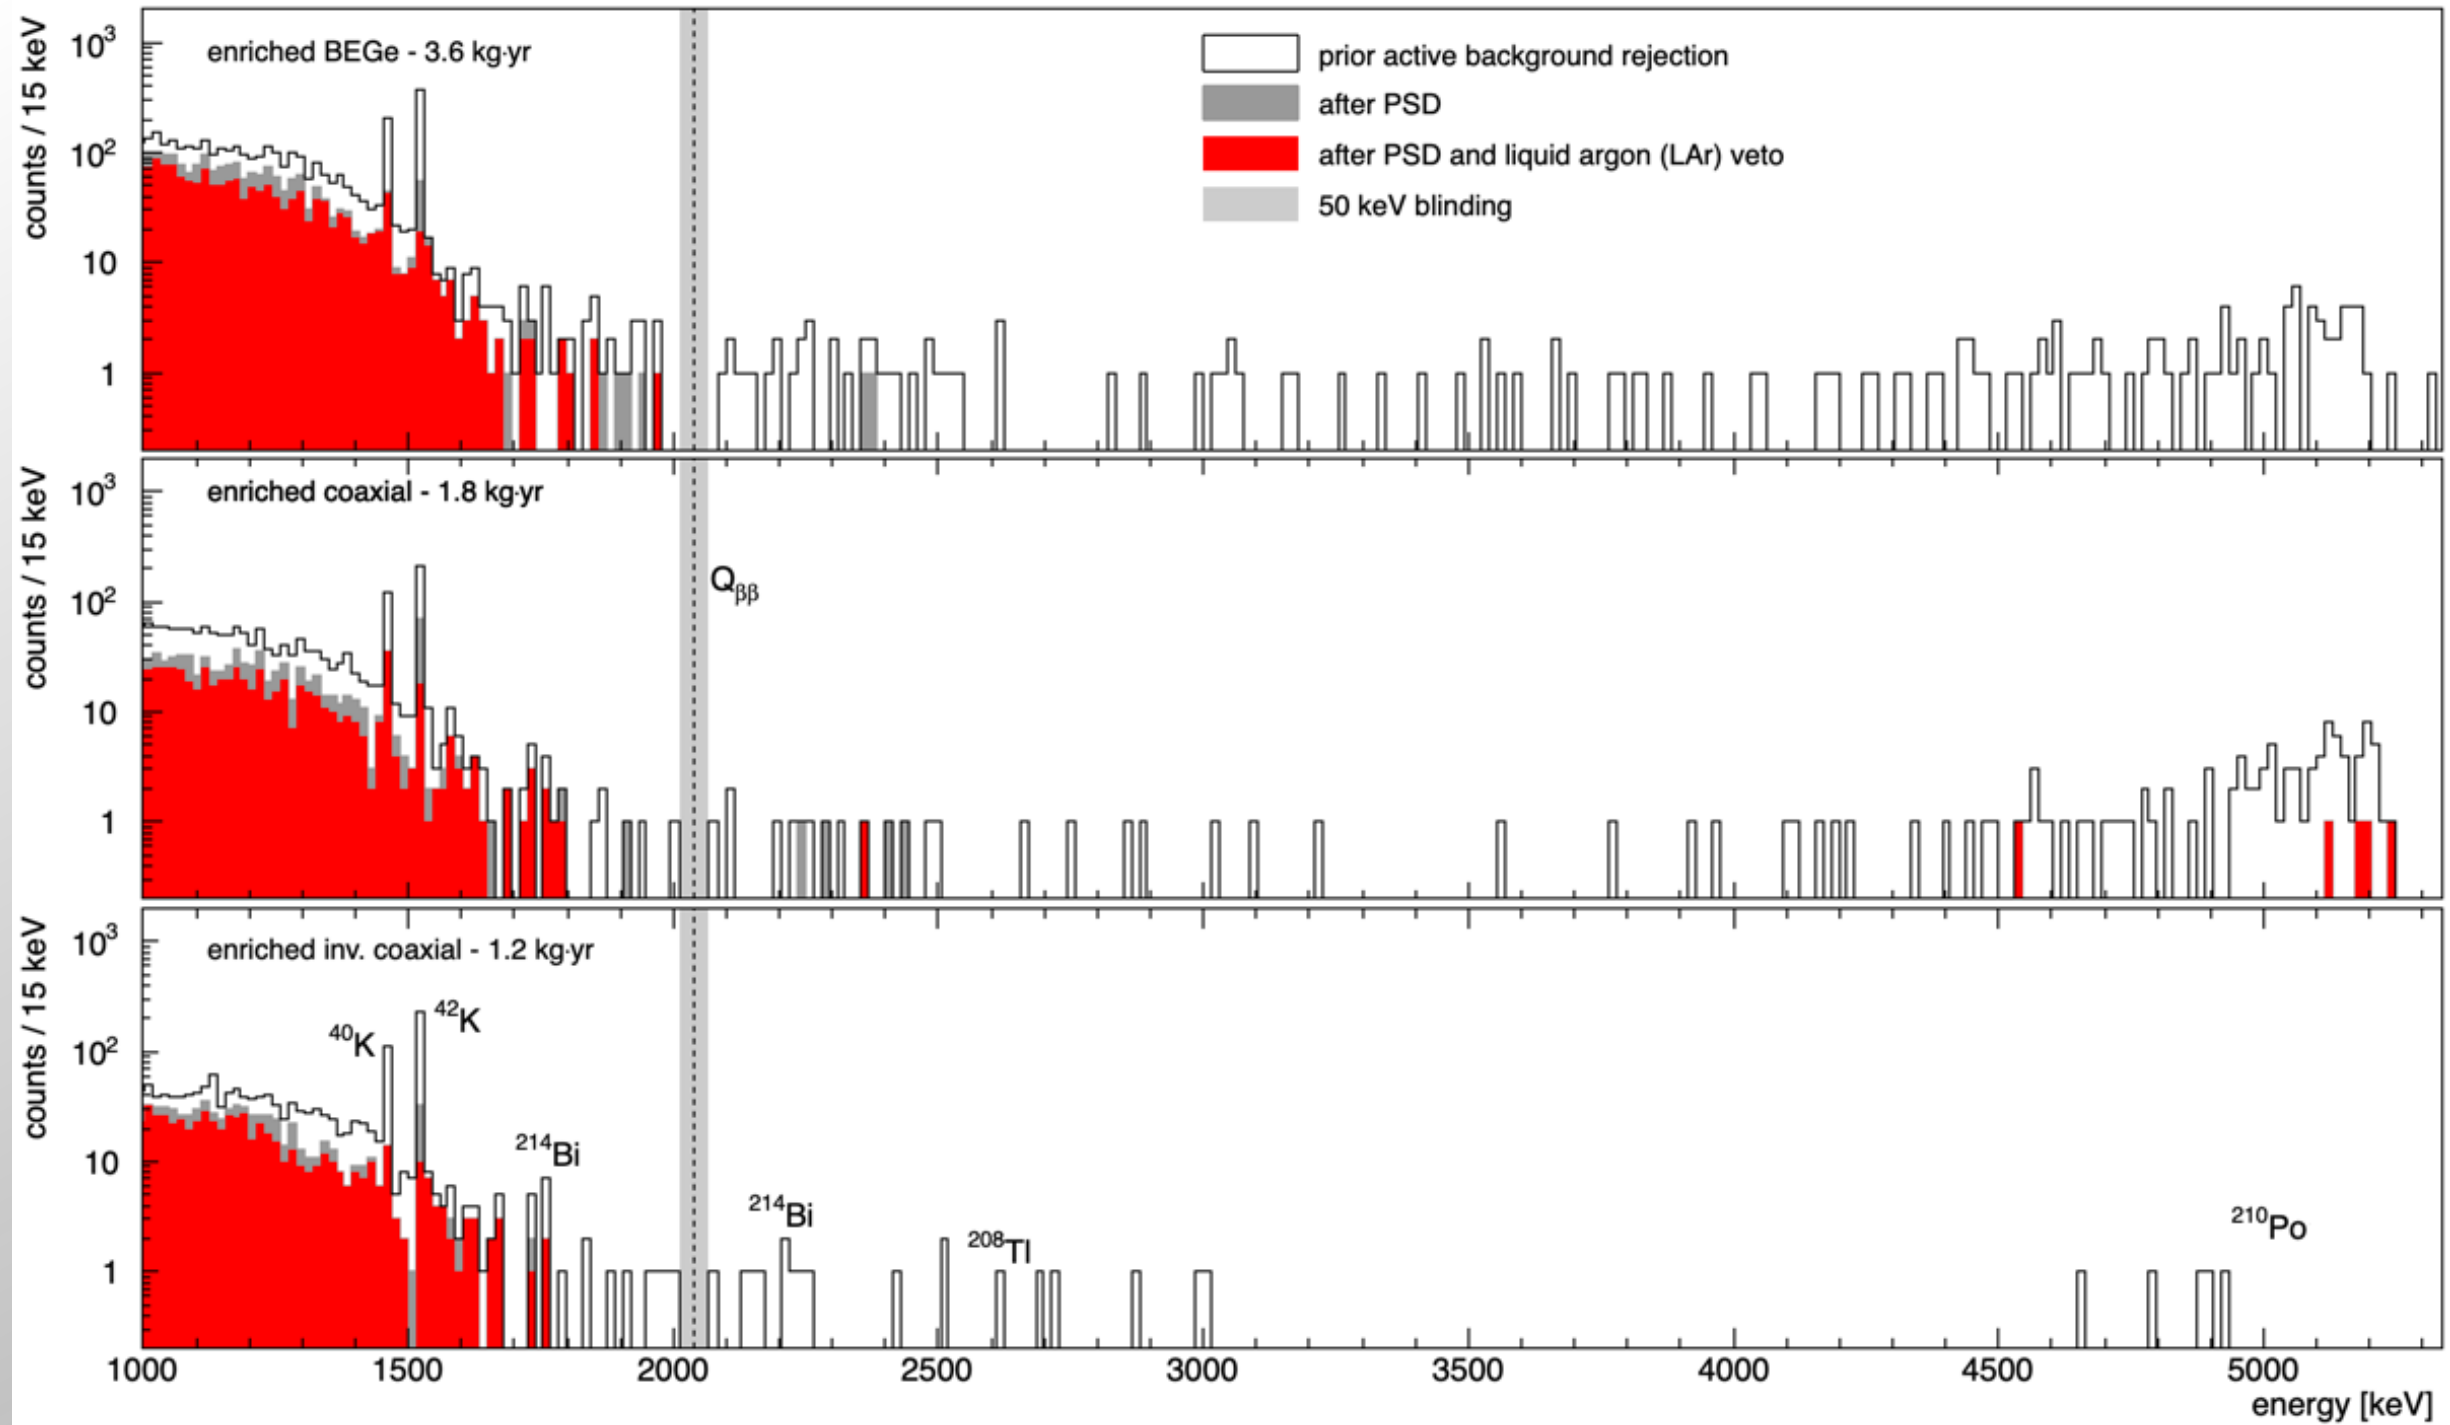 counts / 15 keV
10³
10²
10
1
enriched BEGe - 3.6 kg·yr
prior active background rejection
after PSD
after PSD and liquid argon (LAr) veto
50 keV blinding
counts / 15 keV
10³
10²
10
1
enriched coaxial - 1.8 kg·yr
Qββ
counts / 15 keV
10³
10²
10
1
enriched inv. coaxial - 1.2 kg·yr
⁴⁰K
⁴²K
²¹⁴Bi
²¹⁴Bi
²⁰⁸Tl
²¹⁰Po
1000 1500 2000 2500 3000 3500 4000 4500 5000
energy [keV]